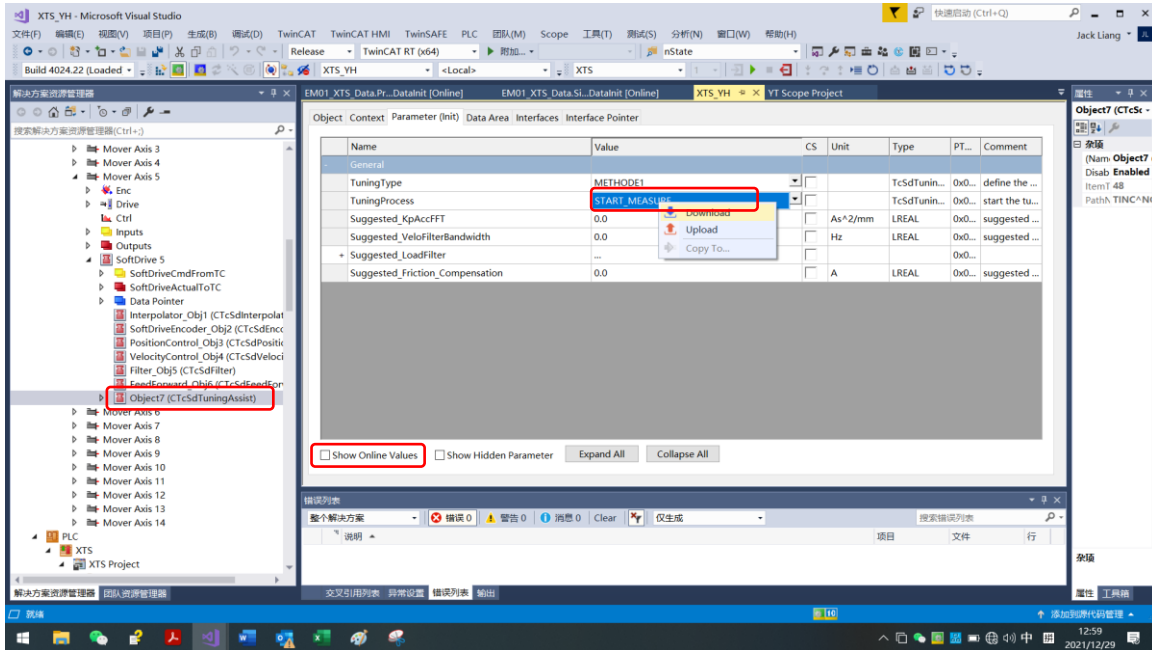 XTS_YH - Microsoft Visual Studio
快速启动 (Ctrl+Q)
文件(F) 编辑(E) 视图(V) 项目(P) 生成(B) 调试(D) TwinCAT TwinCAT HMI TwinSAFE PLC 团队(M) Scope 工具(T) 测试(S) 分析(N) 窗口(W) 帮助(H)
Jack Liang
JL
Release TwinCAT RT (x64) 附加... nState
Build 4024.22 (Loaded XTS_YH <Local> XTS 1
解决方案资源管理器
EM01_XTS_Data.Pr...DataInit [Online] EM01_XTS_Data.Si...DataInit [Online] XTS_YH YT Scope Project
属性
搜索解决方案资源管理器(Ctrl+;)
Mover Axis 3
Mover Axis 4
Mover Axis 5
Enc
Drive
Ctrl
Inputs
Outputs
SoftDrive 5
SoftDriveCmdFromTC
SoftDriveActualToTC
Data Pointer
Interpolator_Obj1 (CTcSdInterpolat
SoftDriveEncoder_Obj2 (CTcSdEnco
PositionControl_Obj3 (CTcSdPositic
VelocityControl_Obj4 (CTcSdVeloci
Filter_Obj5 (CTcSdFilter)
FeedForward_Obj6 (CTcSdFeedForv
Object7 (CTcSdTuningAssist)
Mover Axis 6
Mover Axis 7
Mover Axis 8
Mover Axis 9
Mover Axis 10
Mover Axis 11
Mover Axis 12
Mover Axis 13
Mover Axis 14
PLC
XTS
XTS Project
解决方案资源管理器 团队资源管理器
Object Context Parameter (Init) Data Area Interfaces Interface Pointer
Name Value CS Unit Type PT... Comment
- General
TuningType METHODE1 TcSdTunin... 0x0... define the ...
TuningProcess START_MEASURE TcSdTunin... 0x0... start the tu...
Suggested_KpAccFFT 0.0 As^2/mm LREAL 0x0... suggested ...
Suggested_VeloFilterBandwidth 0.0 Hz LREAL 0x0... suggested ...
+ Suggested_LoadFilter ... 0x0...
Suggested_Friction_Compensation 0.0 A LREAL 0x0... suggested ...
Download
Upload
Copy To...
Show Online Values Show Hidden Parameter Expand All Collapse All
错误列表
整个解决方案 错误 0 警告 0 消息 0 Clear 仅生成 搜索错误列表
说明 项目 文件 行
交叉引用列表 异常设置 错误列表 输出
Object7 (CTcSc
杂项
(Nam Object7
Disab Enabled
ItemT 48
PathN TINC^NC
杂项
属性 工具箱
就绪 10 添加到源代码管理
中 拼 12:59
2021/12/29